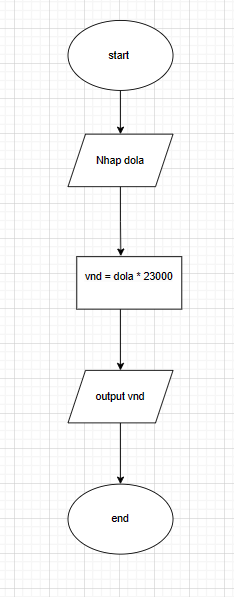 start
Nhap dola
vnd = dola * 23000
output vnd
end